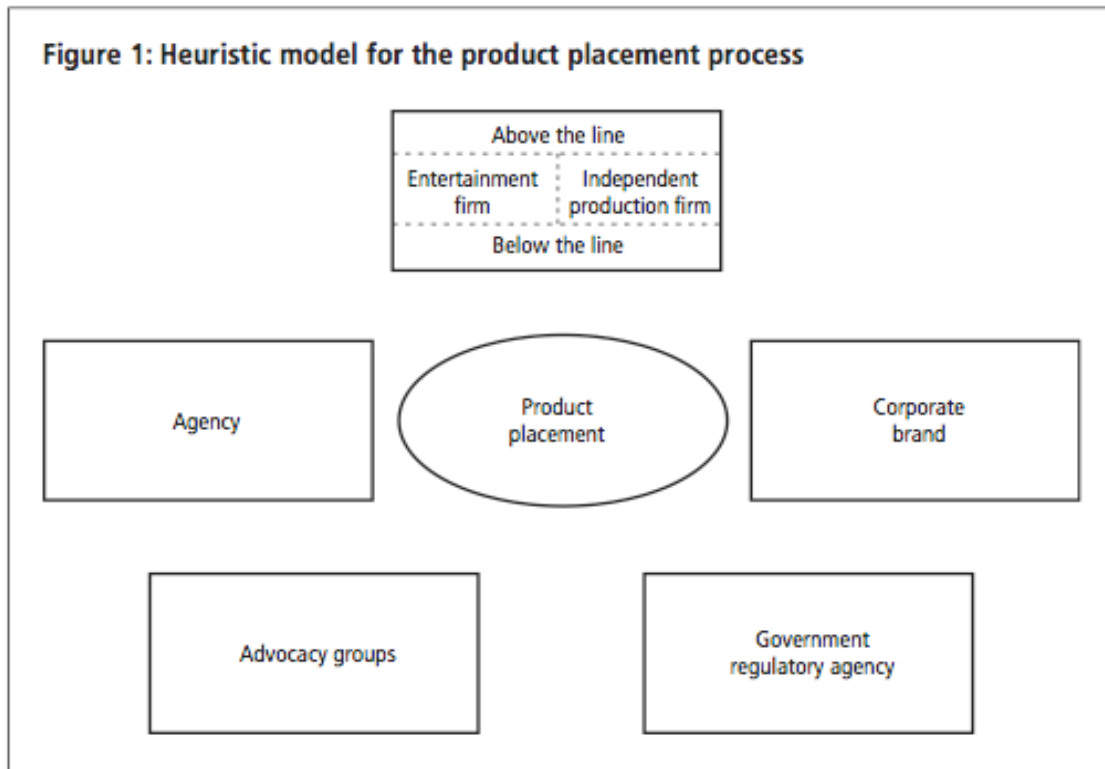 Figure 1: Heuristic model for the product placement process
Above the line
Entertainment
firm
Independent
production firm
Below the line
Agency
Product
placement
Corporate
brand
Advocacy groups
Government
regulatory agency